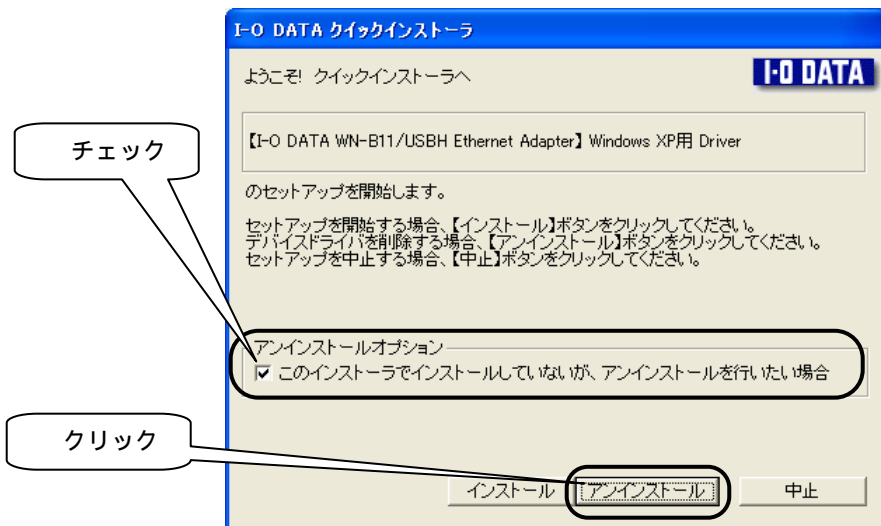 I-O DATA クイックインストーラ
ようこそ! クイックインストーラへ
I-O DATA
【I-O DATA WN-B11/USBH Ethernet Adapter】 Windows XP用 Driver
チェック
のセットアップを開始します。
セットアップを開始する場合、【インストール】ボタンをクリックしてください。
デバイスドライバを削除する場合、【アンインストール】ボタンをクリックしてください。
セットアップを中止する場合、【中止】ボタンをクリックしてください。
アンインストールオプション
このインストーラでインストールしていないが、アンインストールを行いたい場合
クリック
インストール アンインストール 中止